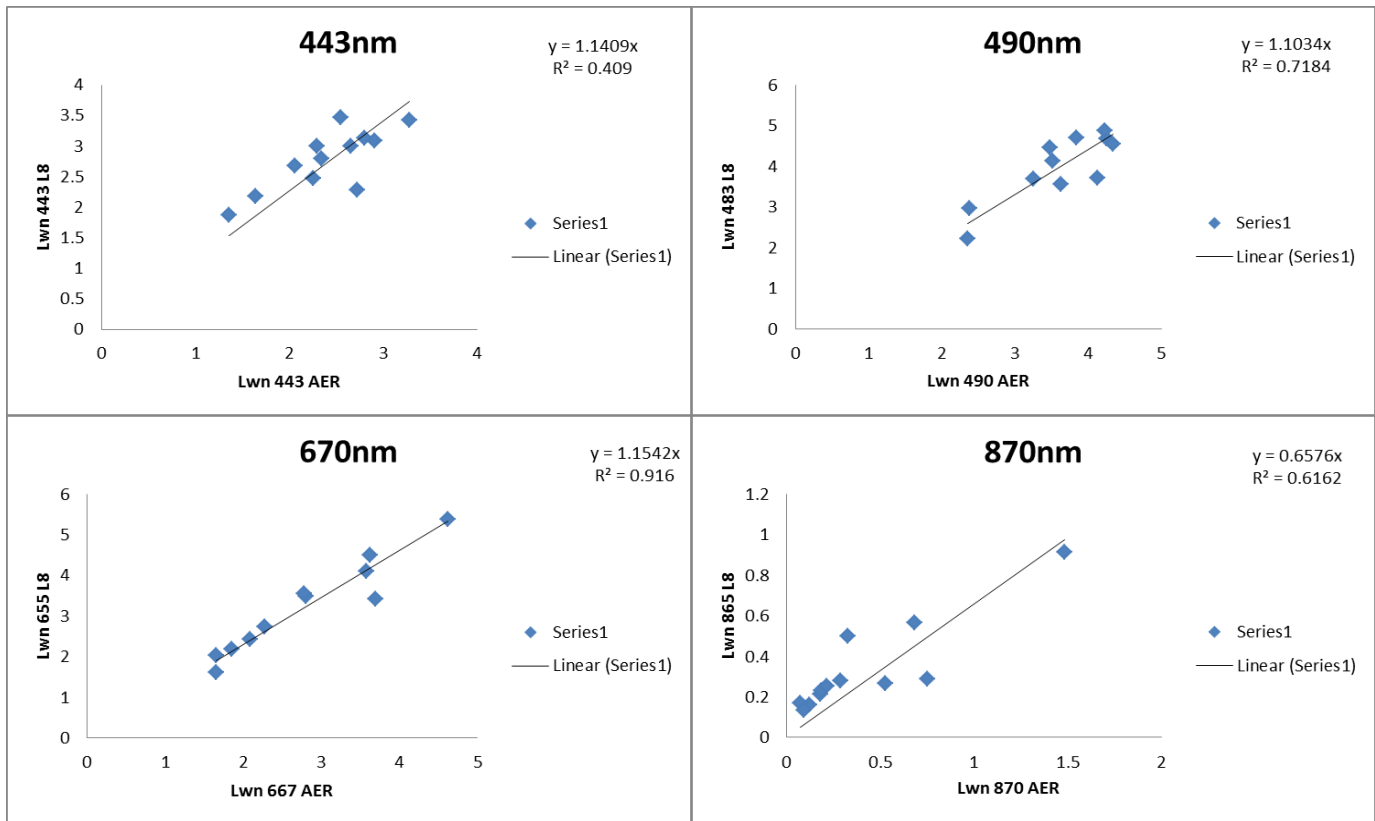 443nm
y = 1.1409x
R² = 0.409
4
3.5
3
2.5
2
1.5
1
0.5
0
0 1 2 3 4
Lwn 443 L8
Lwn 443 AER
Series1
Linear (Series1)
490nm
y = 1.1034x
R² = 0.7184
6
5
4
3
2
1
0
0 1 2 3 4 5
Lwn 483 L8
Lwn 490 AER
Series1
Linear (Series1)
670nm
y = 1.1542x
R² = 0.916
6
5
4
3
2
1
0
0 1 2 3 4 5
Lwn 655 L8
Lwn 667 AER
Series1
Linear (Series1)
870nm
y = 0.6576x
R² = 0.6162
1.2
1
0.8
0.6
0.4
0.2
0
0 0.5 1 1.5 2
Lwn 865 L8
Lwn 870 AER
Series1
Linear (Series1)